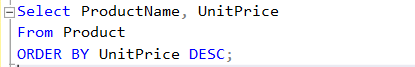 Select ProductName, UnitPrice
From Product
ORDER BY UnitPrice DESC;